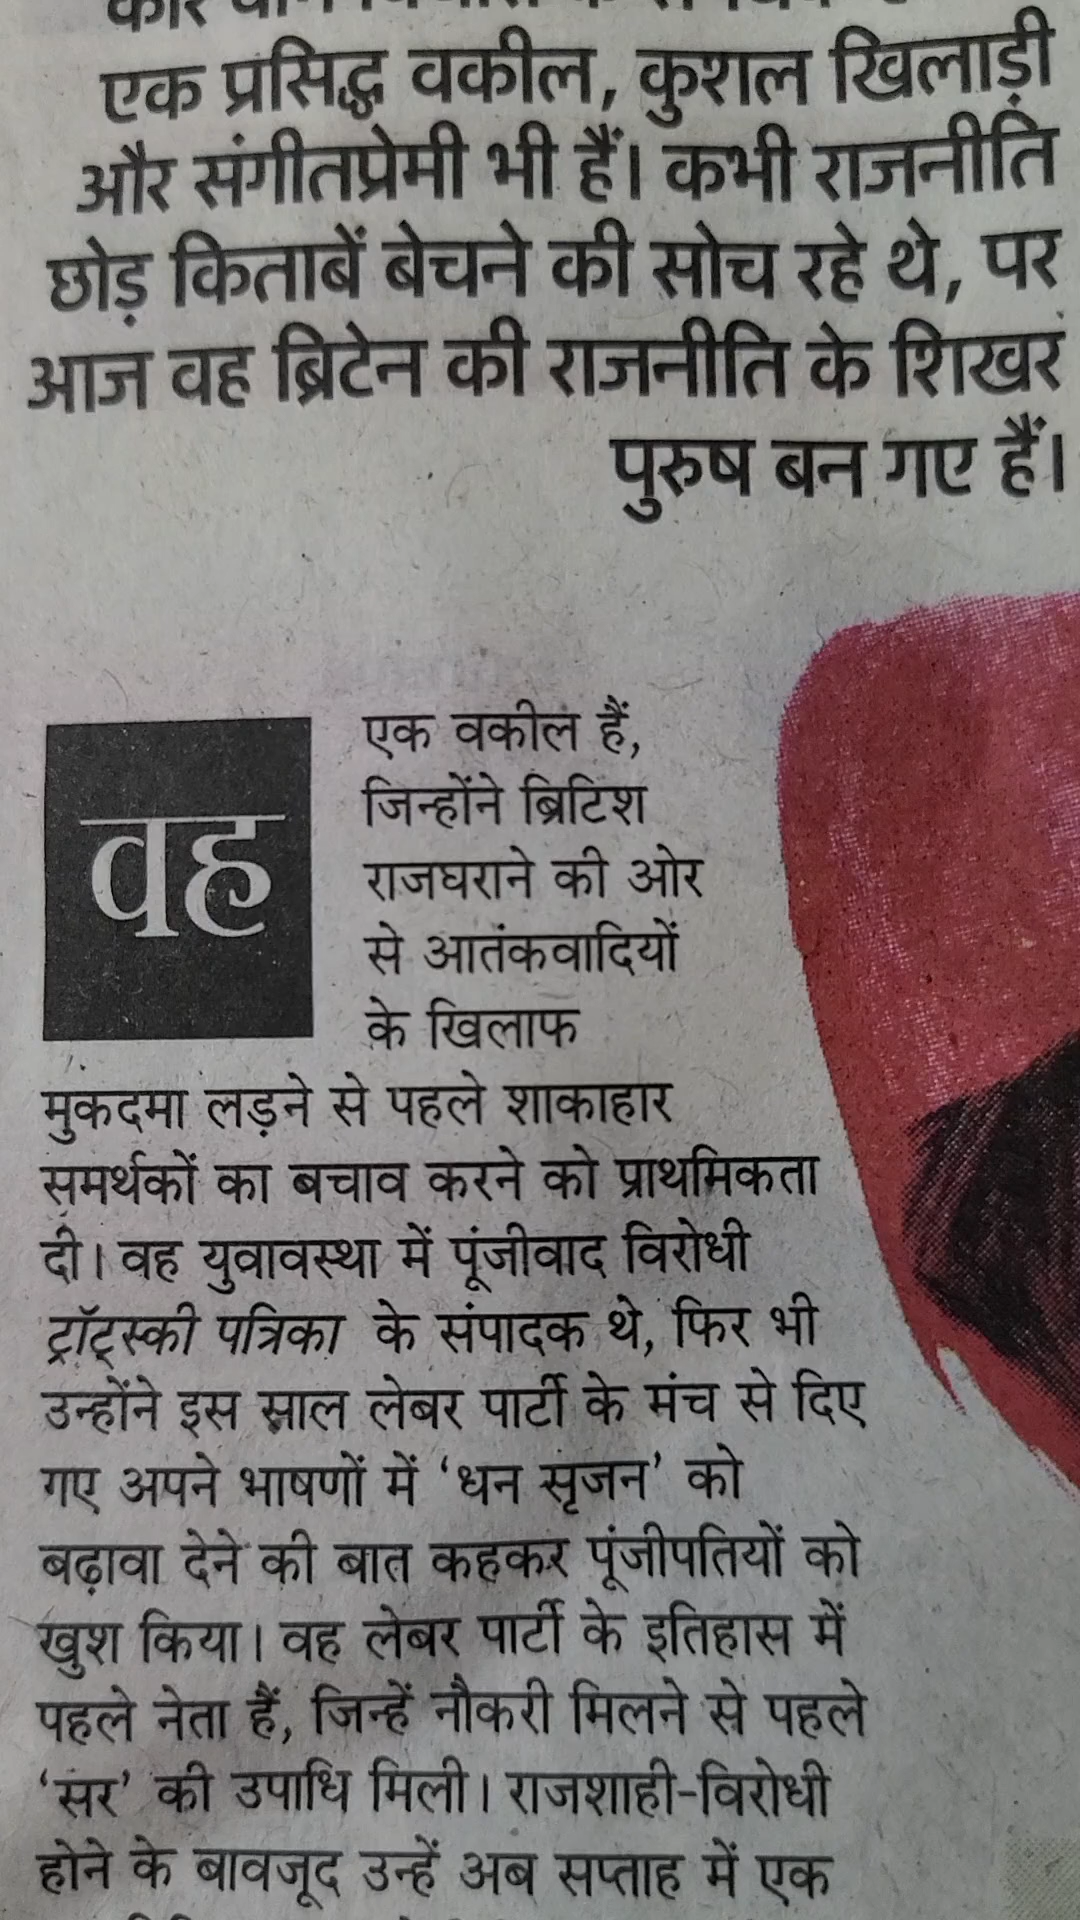 एक प्रसिद्ध वकील, कुशल खिलाड़ी
और संगीतप्रेमी भी हैं। कभी राजनीति
छोड़ किताबें बेचने की सोच रहे थे, पर
आज वह ब्रिटेन की राजनीति के शिखर
पुरुष बन गए हैं।
वह
एक वकील हैं,
जिन्होंने ब्रिटिश
राजघराने की ओर
से आतंकवादियों
के खिलाफ
मुकदमा लड़ने से पहले शाकाहार
समर्थकों का बचाव करने को प्राथमिकता
दी। वह युवावस्था में पूंजीवाद विरोधी
ट्रॉट्स्की पत्रिका के संपादक थे, फिर भी
उन्होंने इस साल लेबर पार्टी के मंच से दिए
गए अपने भाषणों में ‘धन सृजन’ को
बढ़ावा देने की बात कहकर पूंजीपतियों को
खुश किया। वह लेबर पार्टी के इतिहास में
पहले नेता हैं, जिन्हें नौकरी मिलने से पहले
‘सर’ की उपाधि मिली। राजशाही-विरोधी
होने के बावजूद उन्हें अब सप्ताह में एक